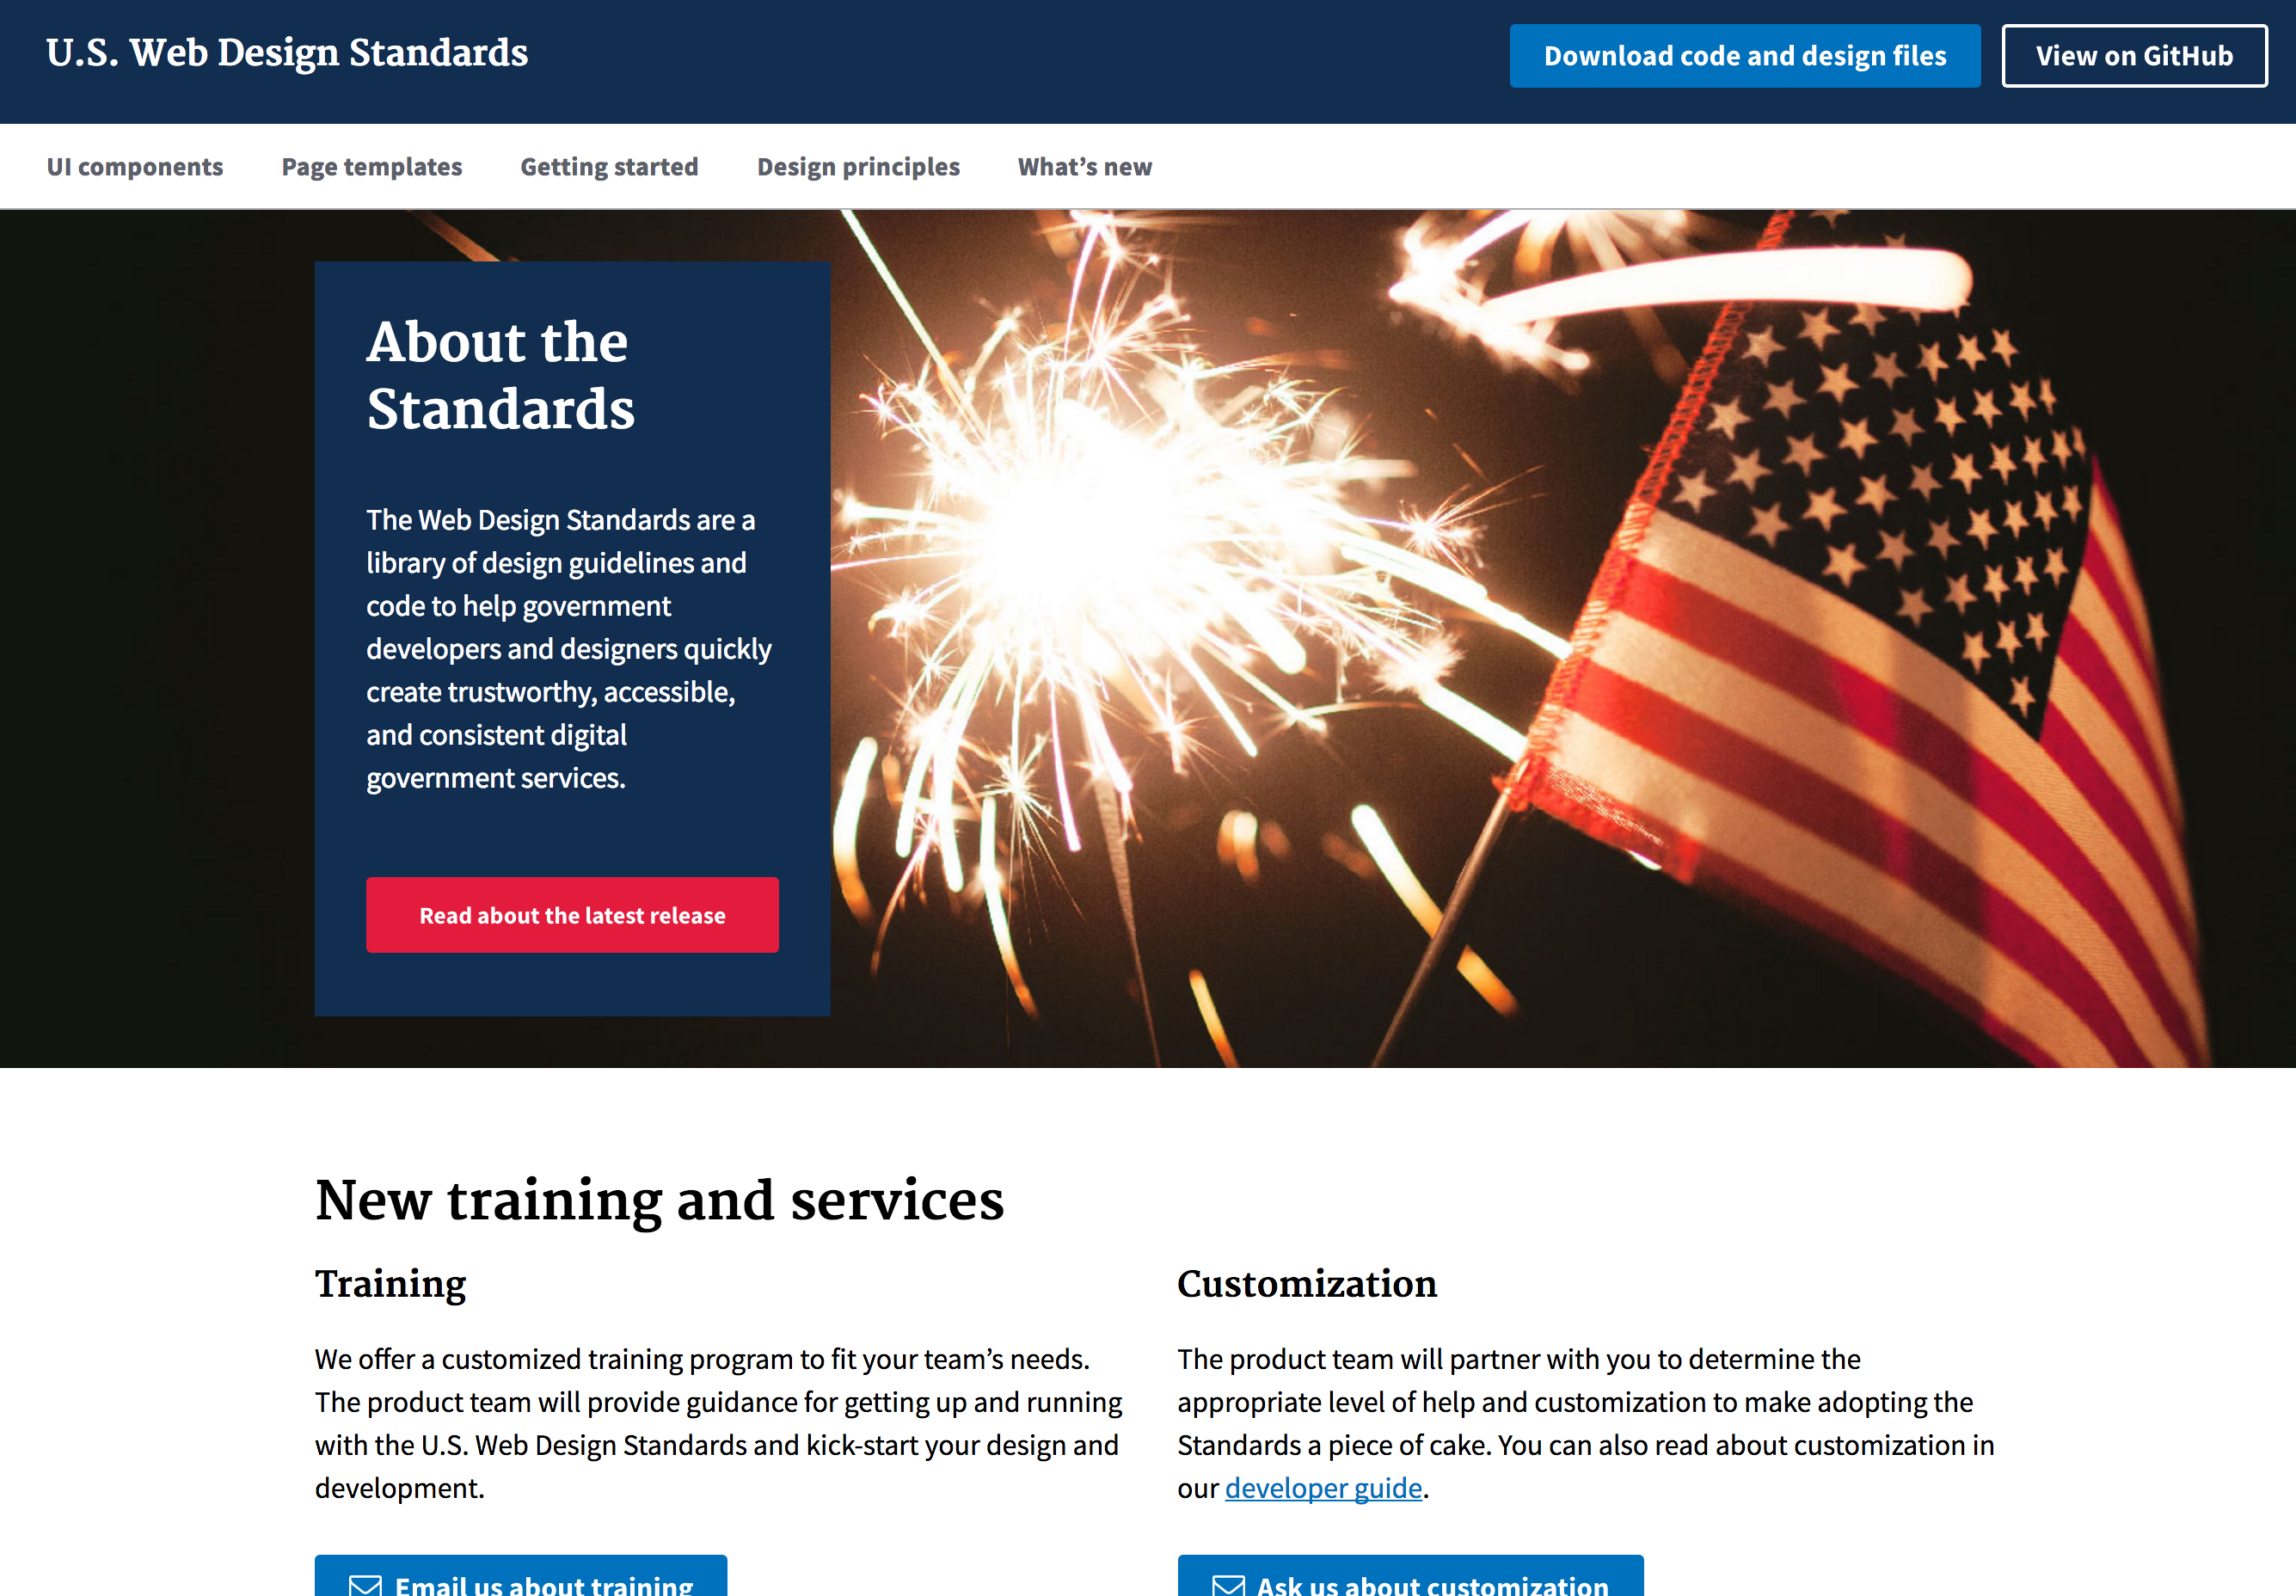 U.S. Web Design Standards
Download code and design files
View on GitHub
UI components
Page templates
Getting started
Design principles
What’s new
About the
Standards
The Web Design Standards are a
library of design guidelines and
code to help government
developers and designers quickly
create trustworthy, accessible,
and consistent digital
government services.
Read about the latest release
New training and services
Training
We offer a customized training program to fit your team’s needs.
The product team will provide guidance for getting up and running
with the U.S. Web Design Standards and kick-start your design and
development.
Email us about training
Customization
The product team will partner with you to determine the
appropriate level of help and customization to make adopting the
Standards a piece of cake. You can also read about customization in
our developer guide.
Ask us about customization